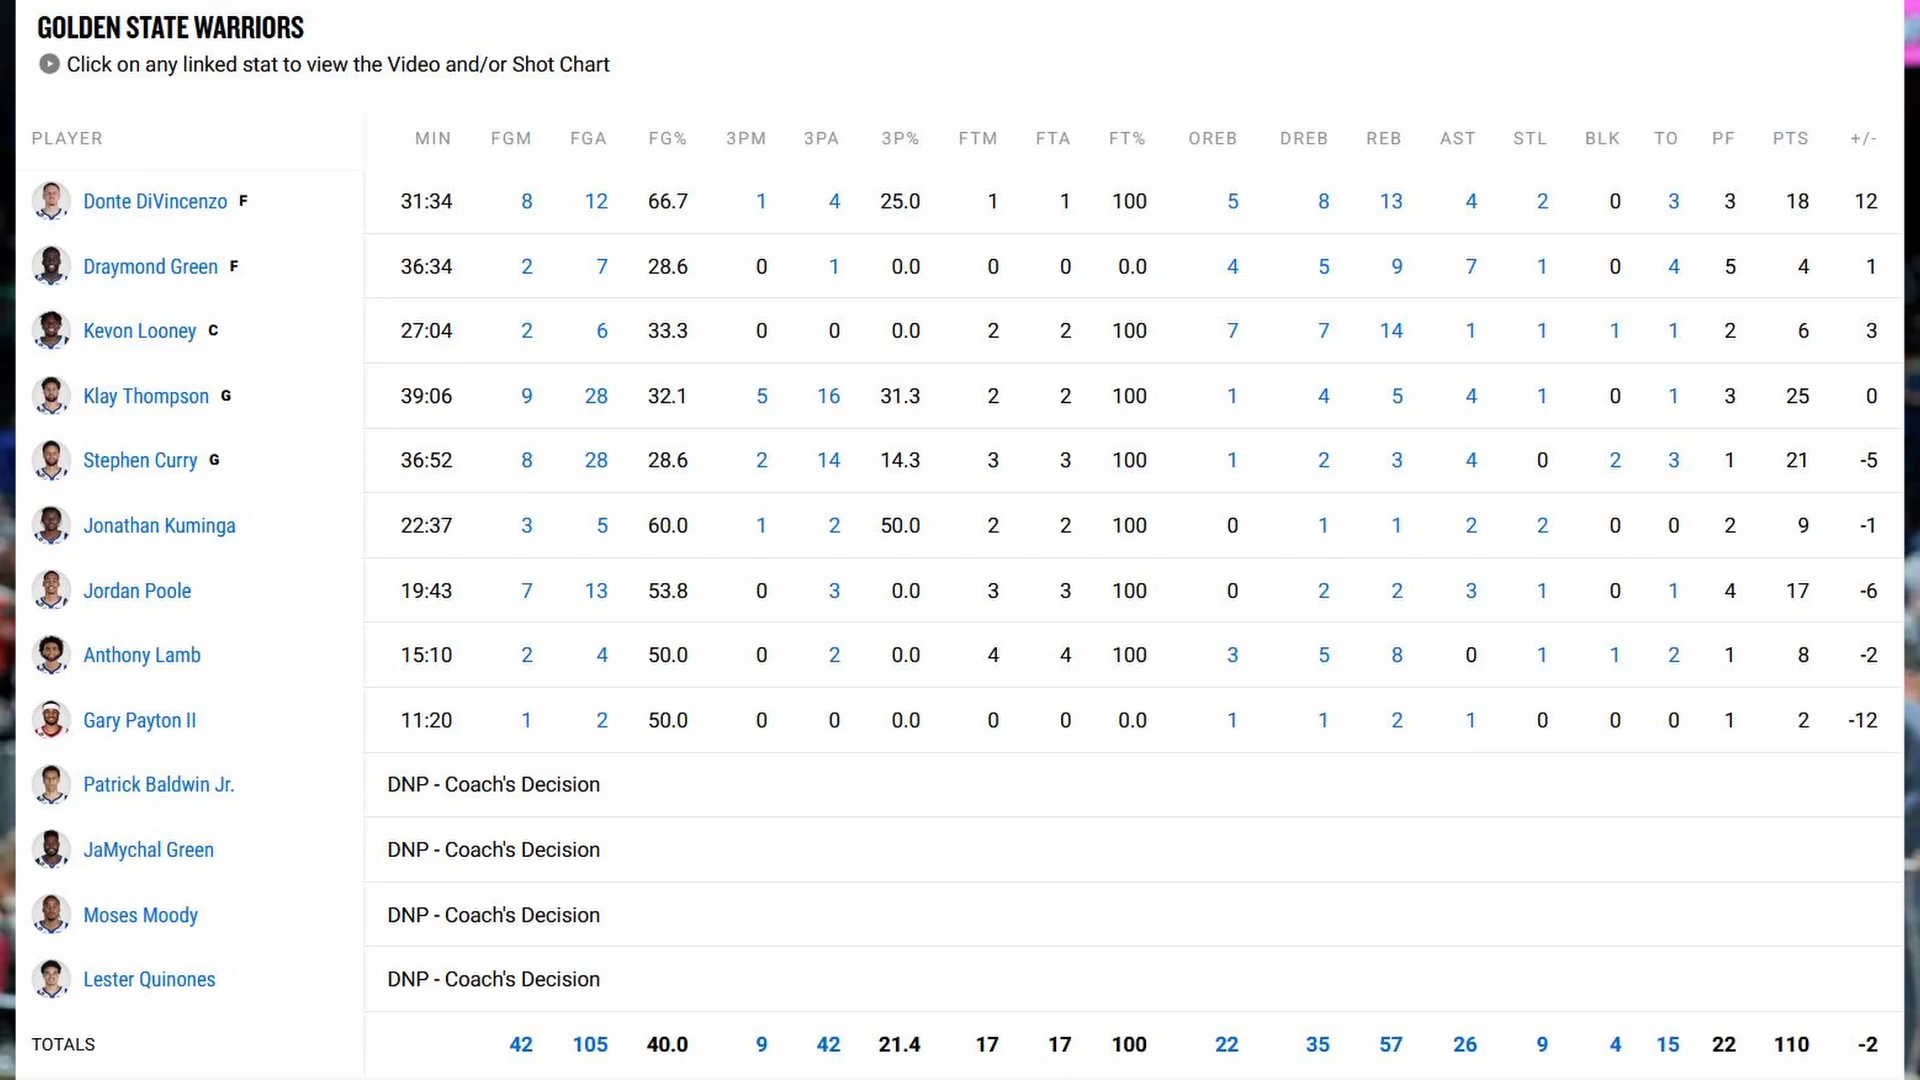 GOLDEN STATE WARRIORS
Click on any linked stat to view the Video and/or Shot Chart
PLAYER MIN FGM FGA FG% 3PM 3PA 3P% FTM FTA FT% OREB DREB REB AST STL BLK TO PF PTS +/-
Donte DiVincenzo F 31:34 8 12 66.7 1 4 25.0 1 1 100 5 8 13 4 2 0 3 3 18 12
Draymond Green F 36:34 2 7 28.6 0 1 0.0 0 0 0.0 4 5 9 7 1 0 4 5 4 1
Kevon Looney C 27:04 2 6 33.3 0 0 0.0 2 2 100 7 7 14 1 1 1 1 2 6 3
Klay Thompson G 39:06 9 28 32.1 5 16 31.3 2 2 100 1 4 5 4 1 0 1 3 25 0
Stephen Curry G 36:52 8 28 28.6 2 14 14.3 3 3 100 1 2 3 4 0 2 3 1 21 -5
Jonathan Kuminga 22:37 3 5 60.0 1 2 50.0 2 2 100 0 1 1 2 2 0 0 2 9 -1
Jordan Poole 19:43 7 13 53.8 0 3 0.0 3 3 100 0 2 2 3 1 0 1 4 17 -6
Anthony Lamb 15:10 2 4 50.0 0 2 0.0 4 4 100 3 5 8 0 1 1 2 1 8 -2
Gary Payton II 11:20 1 2 50.0 0 0 0.0 0 0 0.0 1 1 2 1 0 0 0 1 2 -12
Patrick Baldwin Jr. DNP - Coach's Decision
JaMychal Green DNP - Coach's Decision
Moses Moody DNP - Coach's Decision
Lester Quinones DNP - Coach's Decision
TOTALS 42 105 40.0 9 42 21.4 17 17 100 22 35 57 26 9 4 15 22 110 -2